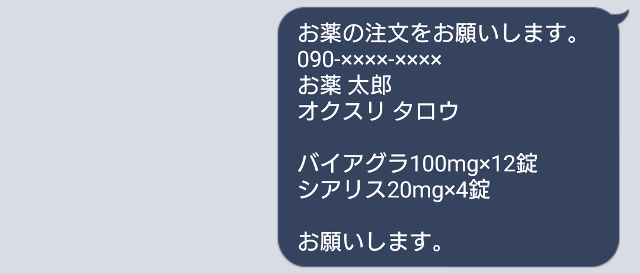 お薬の注文をお願いします。
090-××××-××××
お薬 太郎
オクスリ タロウ
バイアグラ100mg×12錠
シアリス20mg×4錠
お願いします。